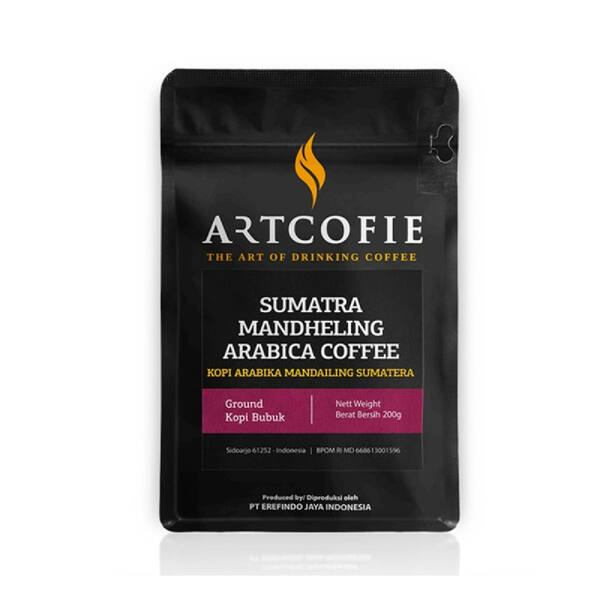 ARTCOFIE
THE ART OF DRINKING COFFEE
SUMATRA
MANDHELING
ARABICA COFFEE
KOPI ARABIKA MANDAILING SUMATERA
Ground
Kopi Bubuk
Nett Weight
Berat Bersih 200g
Sidoarjo 61252 - Indonesia | BPOM RI MD 668613001596
Produced by/ Diproduksi oleh
PT EREFINDO JAYA INDONESIA